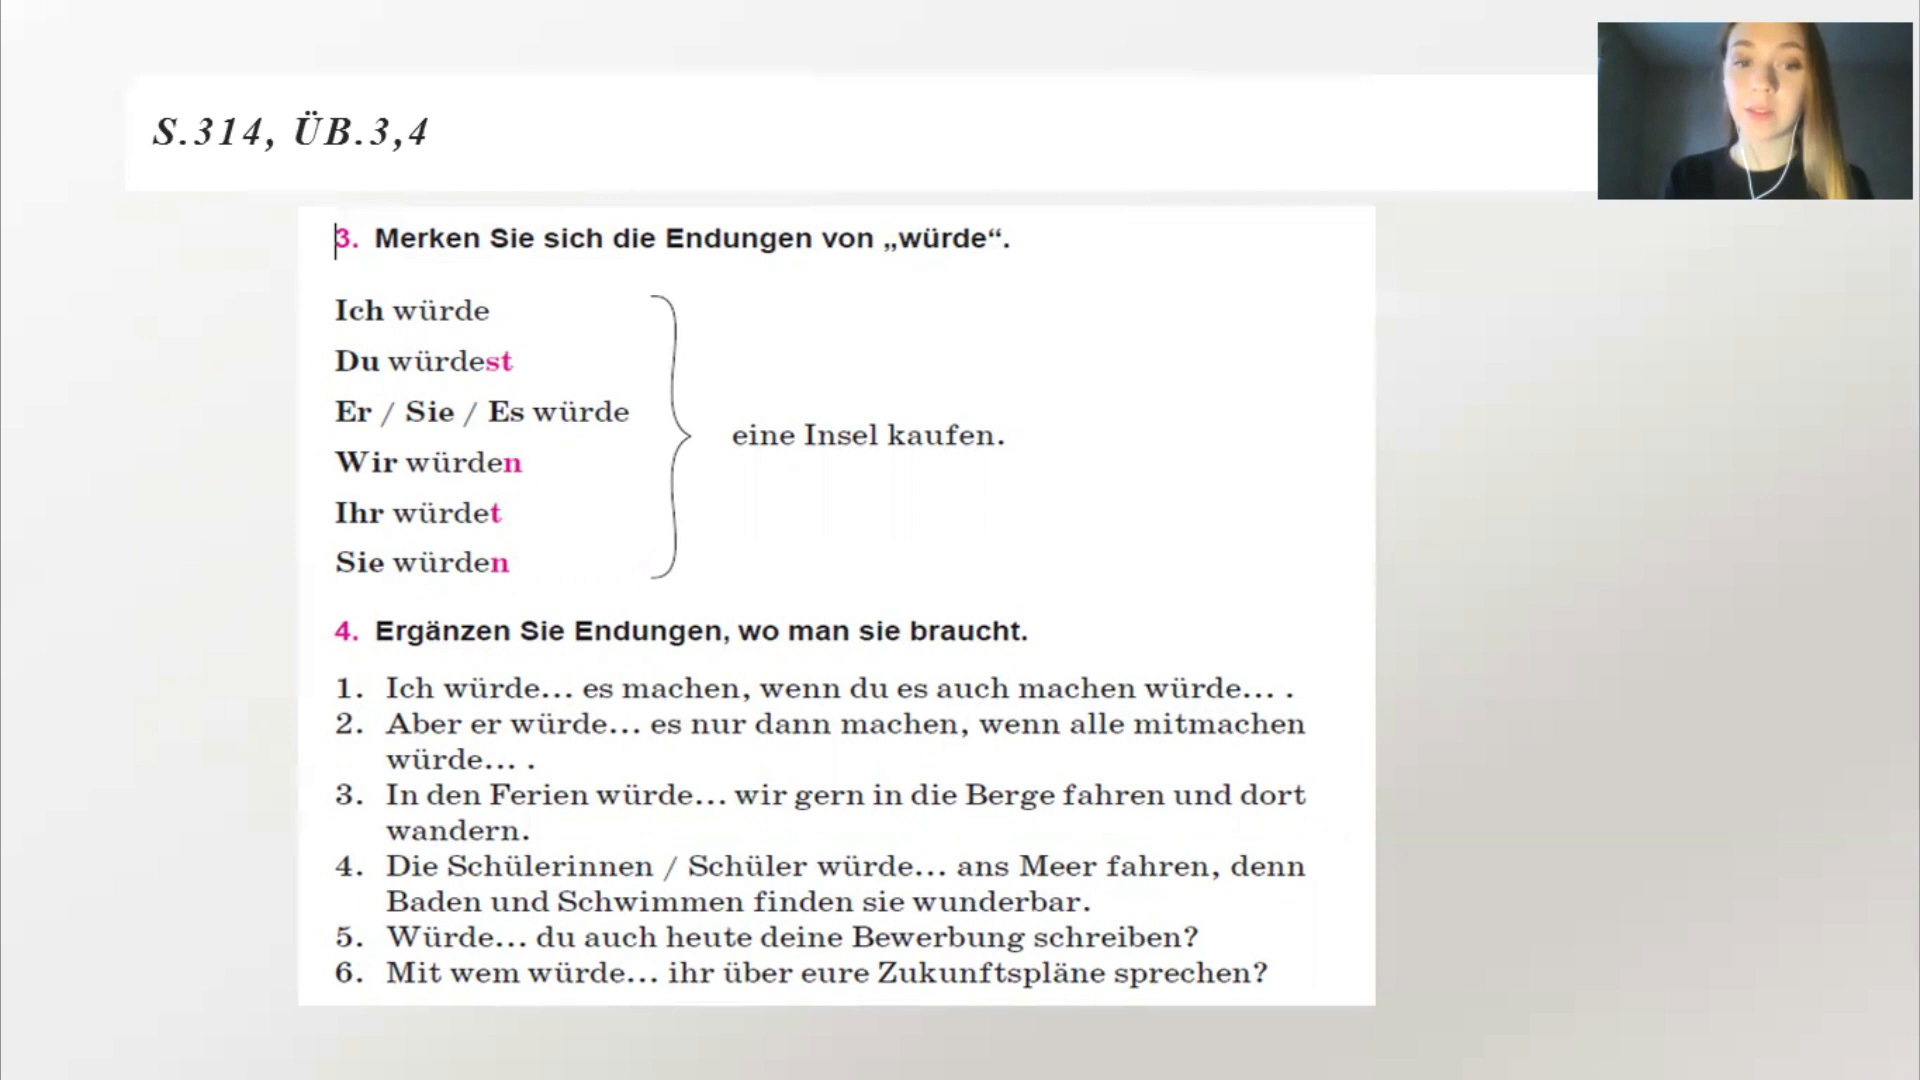 S.314, ÜB.3,4
3. Merken Sie sich die Endungen von „würde“.
Ich würde
Du würdest
Er / Sie / Es würde
Wir würden
Ihr würdet
Sie würden
eine Insel kaufen.
4. Ergänzen Sie Endungen, wo man sie braucht.
1. Ich würde... es machen, wenn du es auch machen würde... .
2. Aber er würde... es nur dann machen, wenn alle mitmachen
würde... .
3. In den Ferien würde... wir gern in die Berge fahren und dort
wandern.
4. Die Schülerinnen / Schüler würde... ans Meer fahren, denn
Baden und Schwimmen finden sie wunderbar.
5. Würde... du auch heute deine Bewerbung schreiben?
6. Mit wem würde... ihr über eure Zukunftspläne sprechen?